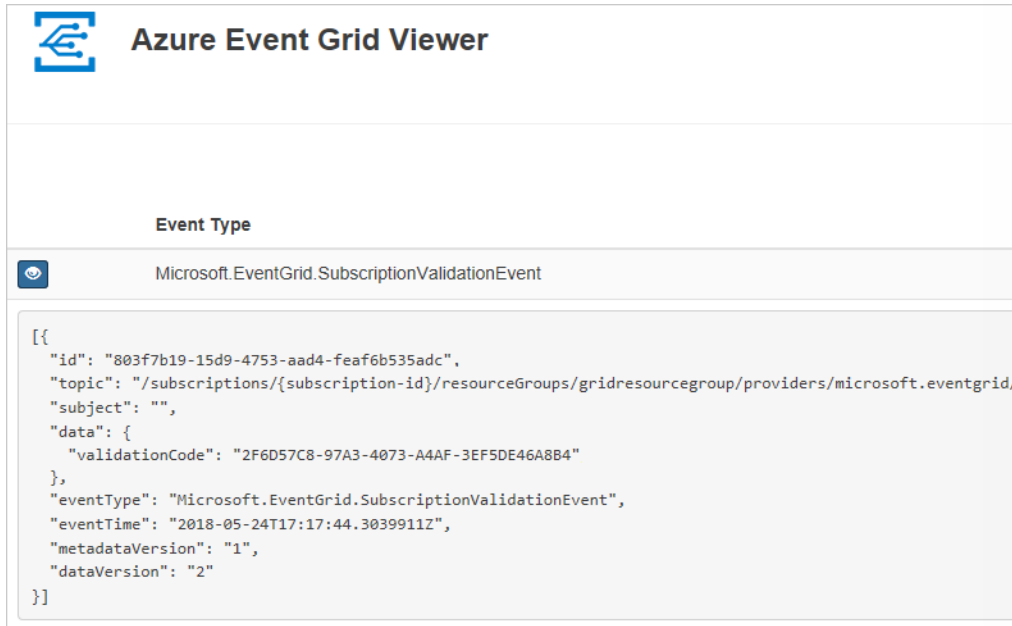 Azure Event Grid Viewer
Event Type
Microsoft.EventGrid.SubscriptionValidationEvent
[{
"id": "803f7b19-15d9-4753-aad4-feaf6b535adc",
"topic": "/subscriptions/{subscription-id}/resourceGroups/gridresourcegroup/providers/microsoft.eventgrid/
"subject": "",
"data": {
"validationCode": "2F6D57C8-97A3-4073-A4AF-3EF5DE46A8B4"
},
"eventType": "Microsoft.EventGrid.SubscriptionValidationEvent",
"eventTime": "2018-05-24T17:17:44.3039911Z",
"metadataVersion": "1",
"dataVersion": "2"
}]